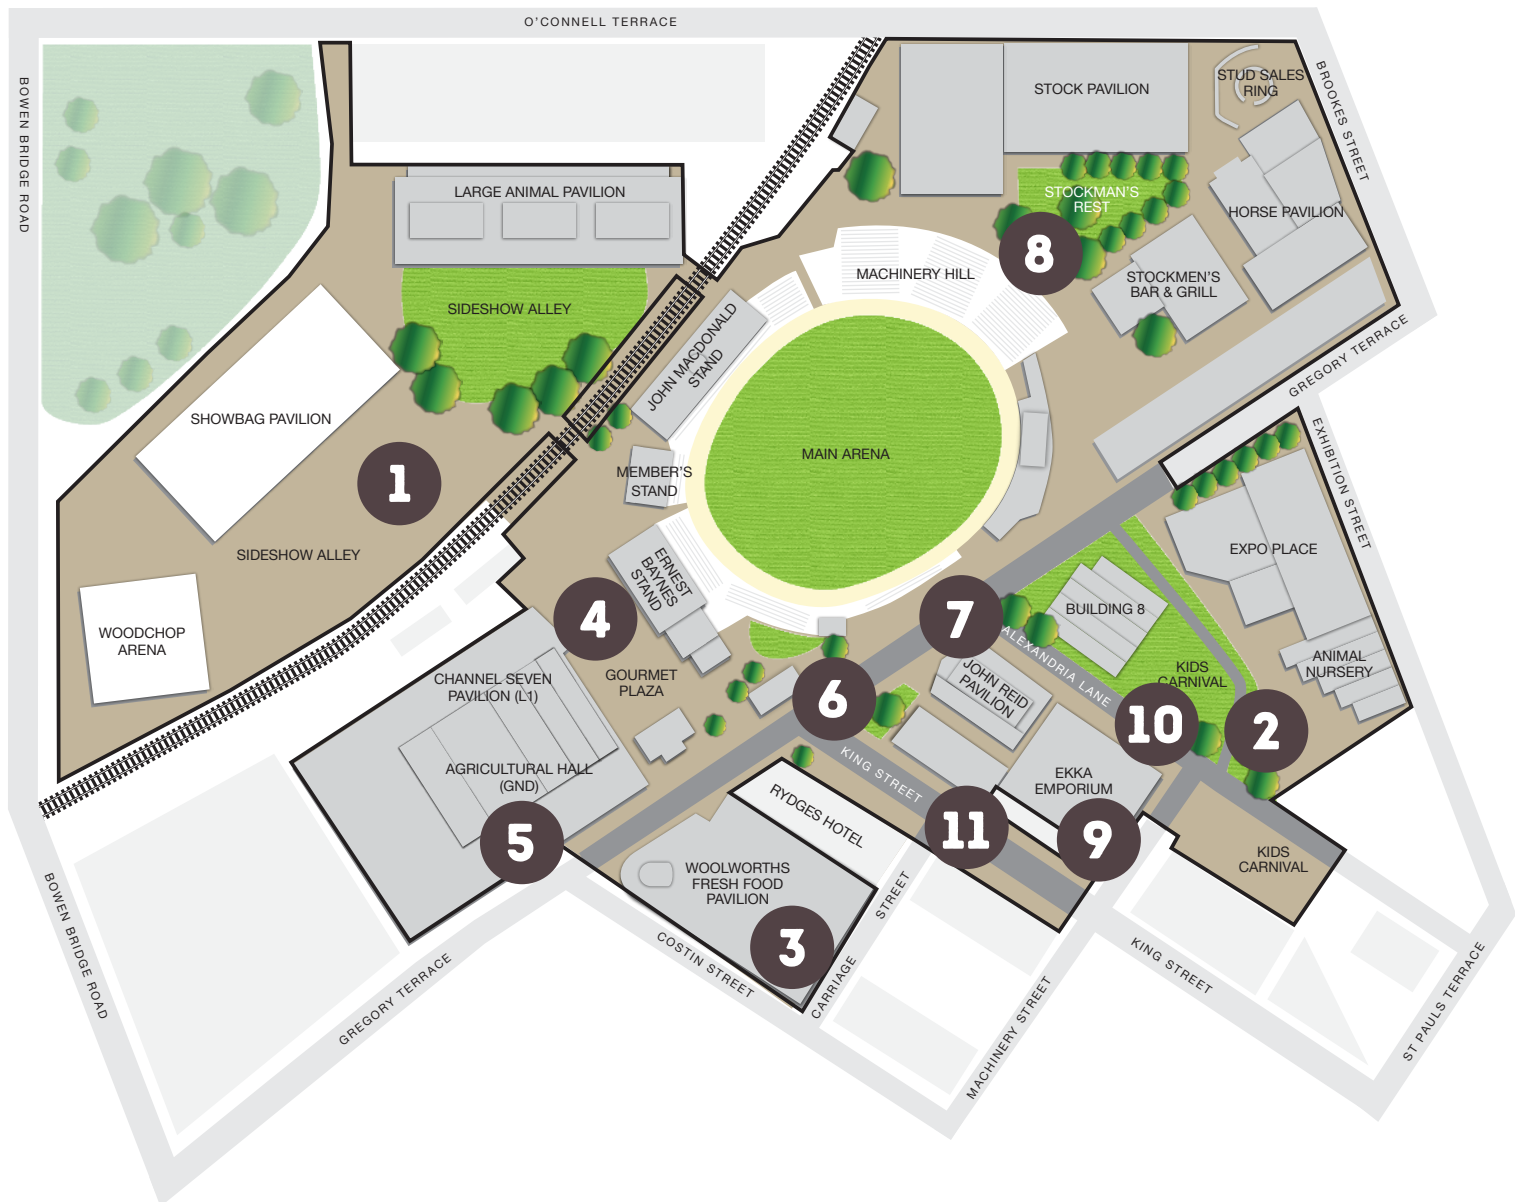 O'CONNELL TERRACE
BOWEN BRIDGE ROAD
BROOKES STREET
STOCK PAVILION
STUD SALES
RING
LARGE ANIMAL PAVILION
STOCKMAN'S
REST
HORSE PAVILION
8
MACHINERY HILL
STOCKMEN'S
BAR & GRILL
SIDESHOW ALLEY
JOHN MACDONALD
STAND
GREGORY TERRACE
SHOWBAG PAVILION
1
MAIN ARENA
MEMBER'S
STAND
EXHIBITION STREET
SIDESHOW ALLEY
EXPO PLACE
ERNEST
BAYNES
STAND
4
7
BUILDING 8
WOODCHOP
ARENA
ALEXANDRIA LANE
ANIMAL
NURSERY
KIDS
CARNIVAL
GOURMET
PLAZA
CHANNEL SEVEN
PAVILION (L1)
JOHN REID
PAVILION
6
10
2
AGRICULTURAL HALL
(GND)
KING STREET
EKKA
EMPORIUM
RYDGES HOTEL
5
11
9
KIDS
CARNIVAL
WOOLWORTHS
FRESH FOOD
PAVILION
3
CARRIAGE STREET
BOWEN BRIDGE ROAD
GREGORY TERRACE
COSTIN STREET
KING STREET
MACHINERY STREET
ST PAULS TERRACE